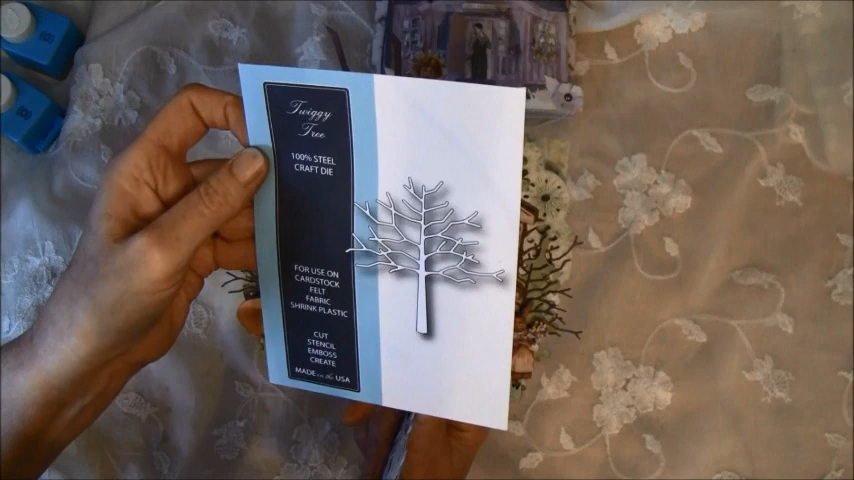 Twiggy
Tree
100% STEEL
CRAFT DIE
FOR USE ON
CARDSTOCK
FELT
FABRIC
SHRINK PLASTIC
CUT
STENCIL
EMBOSS
CREATE
MADE in the USA